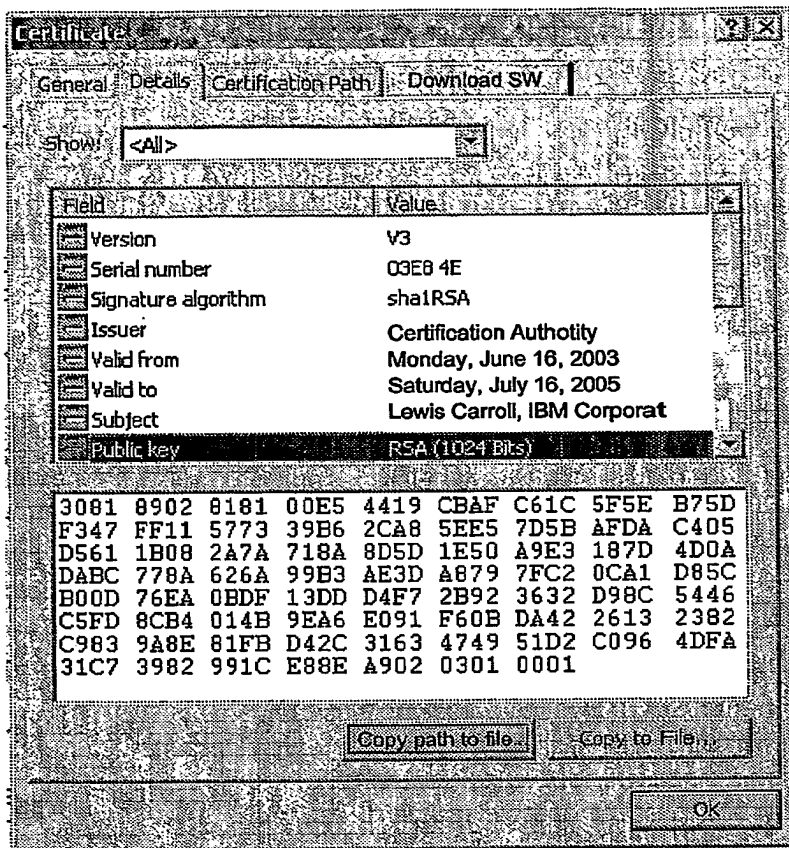 Certificate
General Details Certification Path Download SW
Show: <All>
Field Value
Version V3
Serial number 03E8 4E
Signature algorithm sha1RSA
Issuer Certification Authotity
Valid from Monday, June 16, 2003
Valid to Saturday, July 16, 2005
Subject Lewis Carroll, IBM Corporat
Public key RSA (1024 Bits)
3081 8902 8181 00E5 4419 CBAF C61C 5F5E B75D
F347 FF11 5773 39B6 2CA8 5EE5 7D5B AFDA C405
D561 1B08 2A7A 718A 8D5D 1E50 A9E3 187D 4D0A
DABC 778A 626A 99B3 AE3D A879 7FC2 0CA1 D85C
B00D 76EA 0BDF 13DD D4F7 2B92 3632 D98C 5446
C5FD 8CB4 014B 9EA6 E091 F60B DA42 2613 2382
C983 9A8E 81FB D42C 3163 4749 51D2 C096 4DFA
31C7 3982 991C E88E A902 0301 0001
Copy path to file... Copy to File...
OK